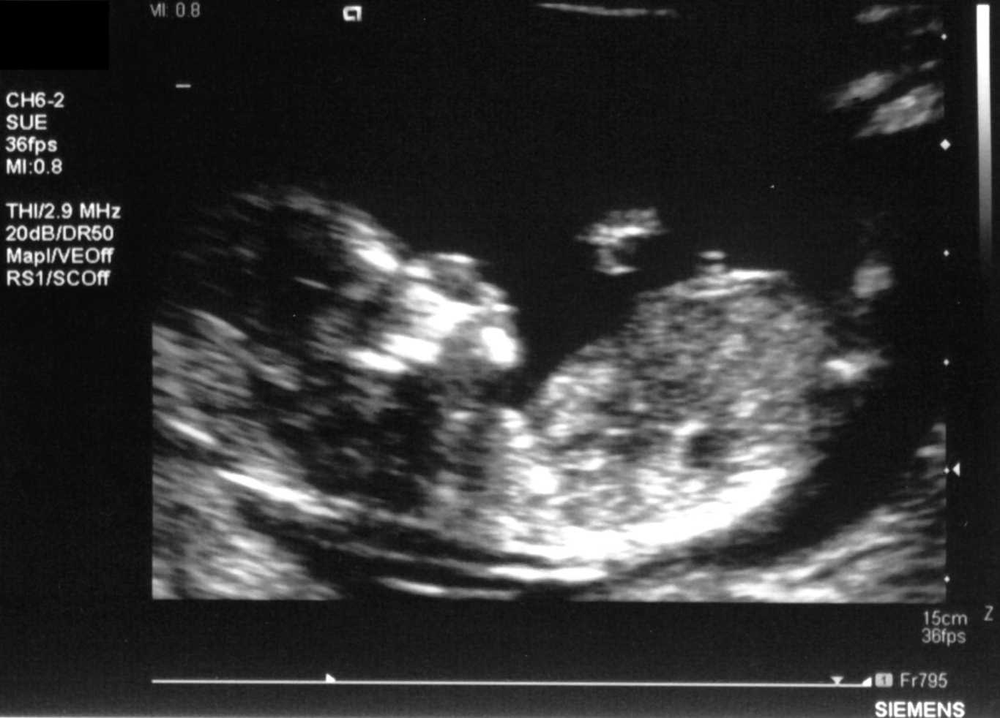 MI: 0.8
CH6-2
SUE
36fps
MI:0.8
THI/2.9 MHz
20dB/DR50
MapI/VEOff
RS1/SCOff
15cm
Z
36fps
1 Fr795
SIEMENS